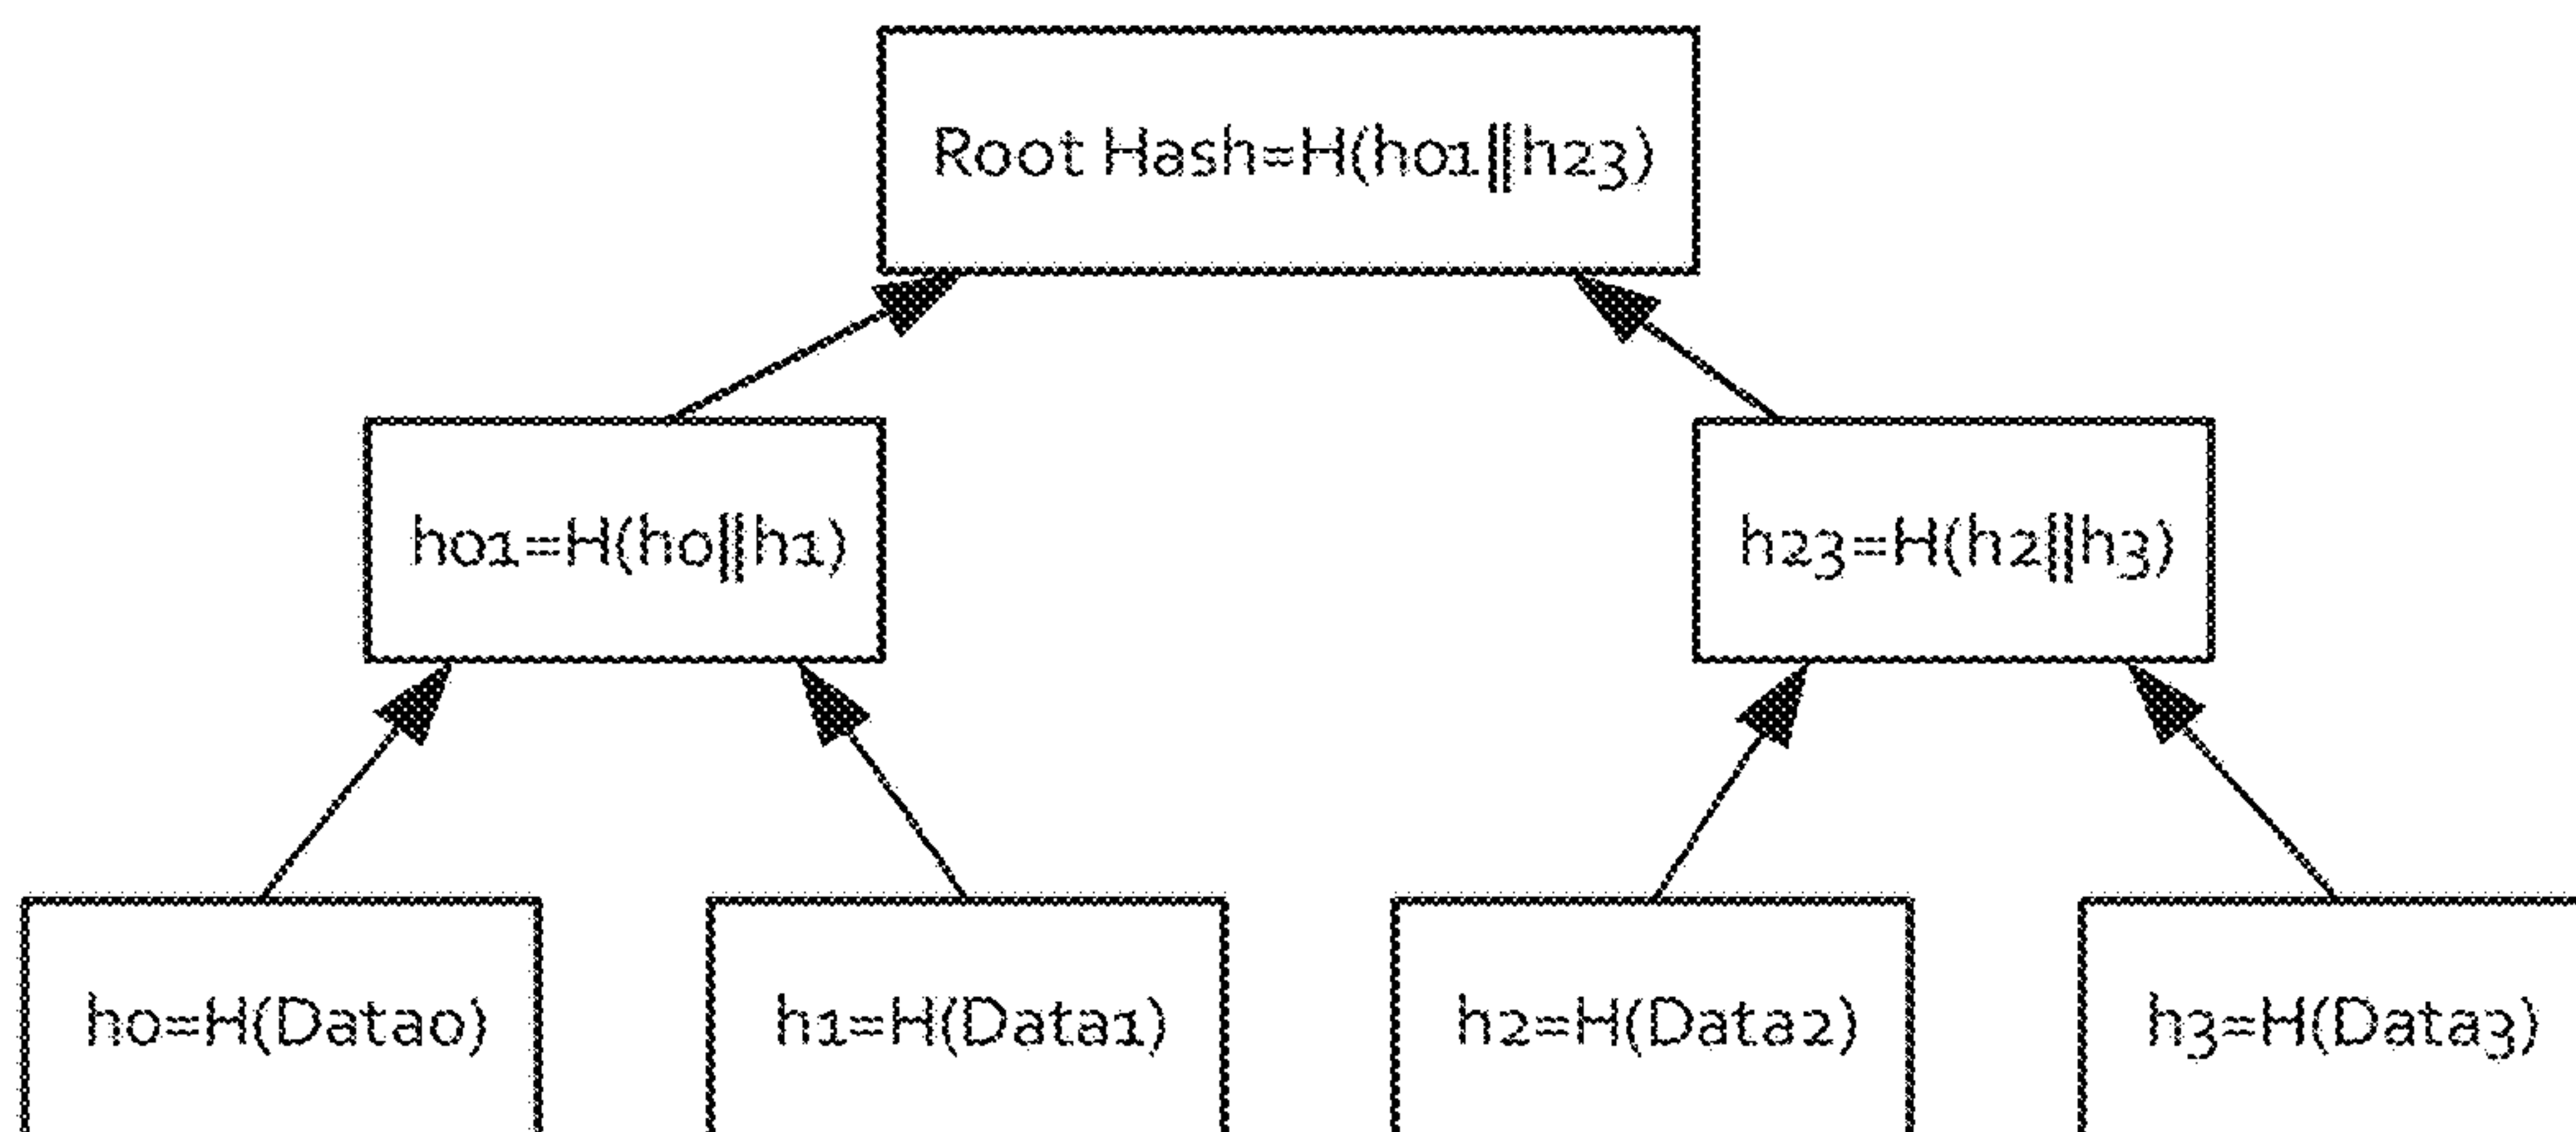 Root Hash=H(h01||h23)
h01=H(h0||h1)
h23=H(h2||h3)
h0=H(Data0)
h1=H(Data1)
h2=H(Data2)
h3=H(Data3)